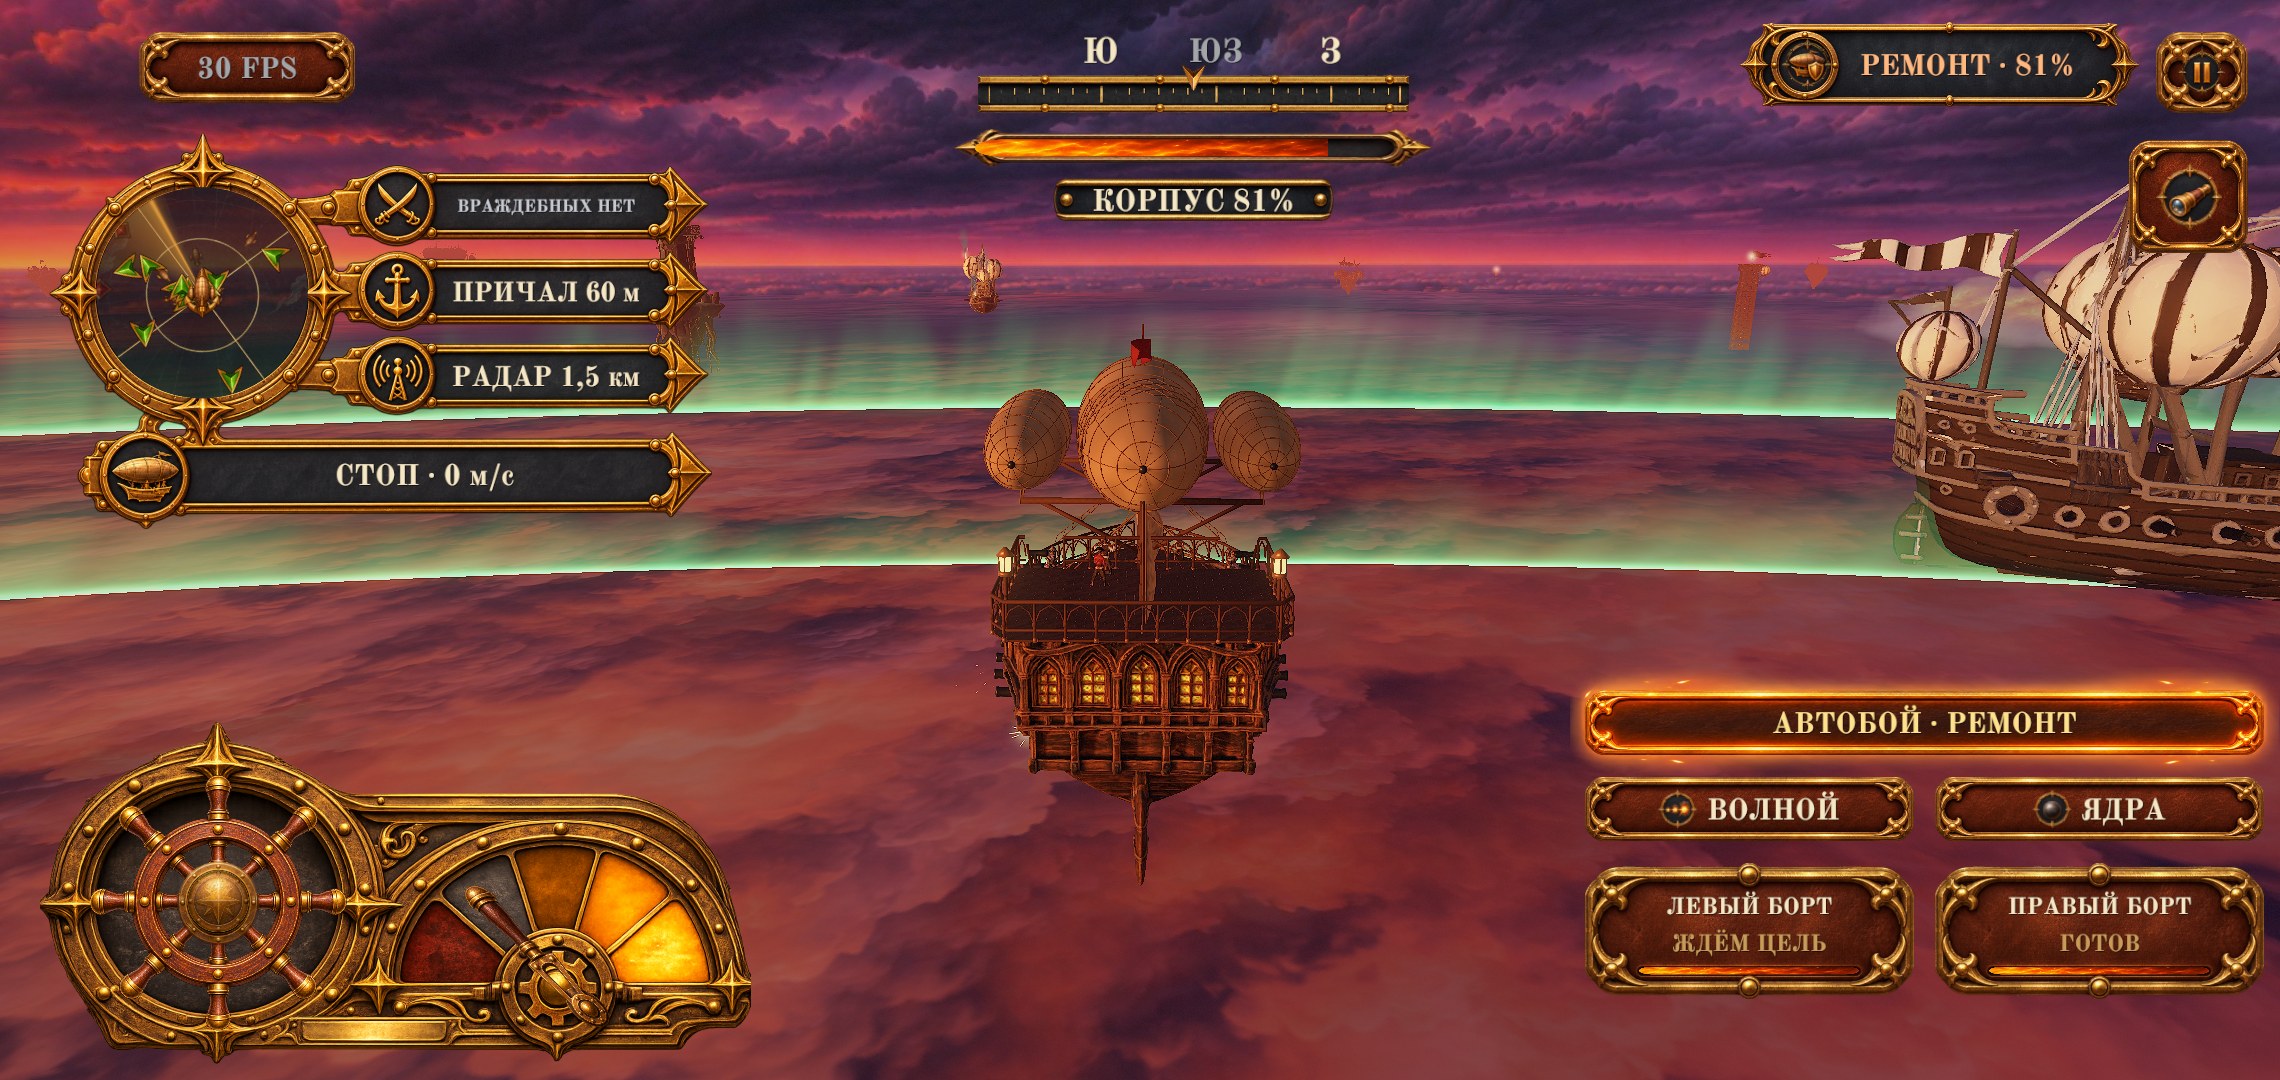 30 FPS
Ю ЮЗ З
РЕМОНТ · 81%
КОРПУС 81%
ВРАЖДЕБНЫХ НЕТ
ПРИЧАЛ 60 м
РАДАР 1,5 км
СТОП · 0 м/с
АВТОБОЙ · РЕМОНТ
ВОЛНОЙ
ЯДРА
ЛЕВЫЙ БОРТ
ЖДЁМ ЦЕЛЬ
ПРАВЫЙ БОРТ
ГОТОВ